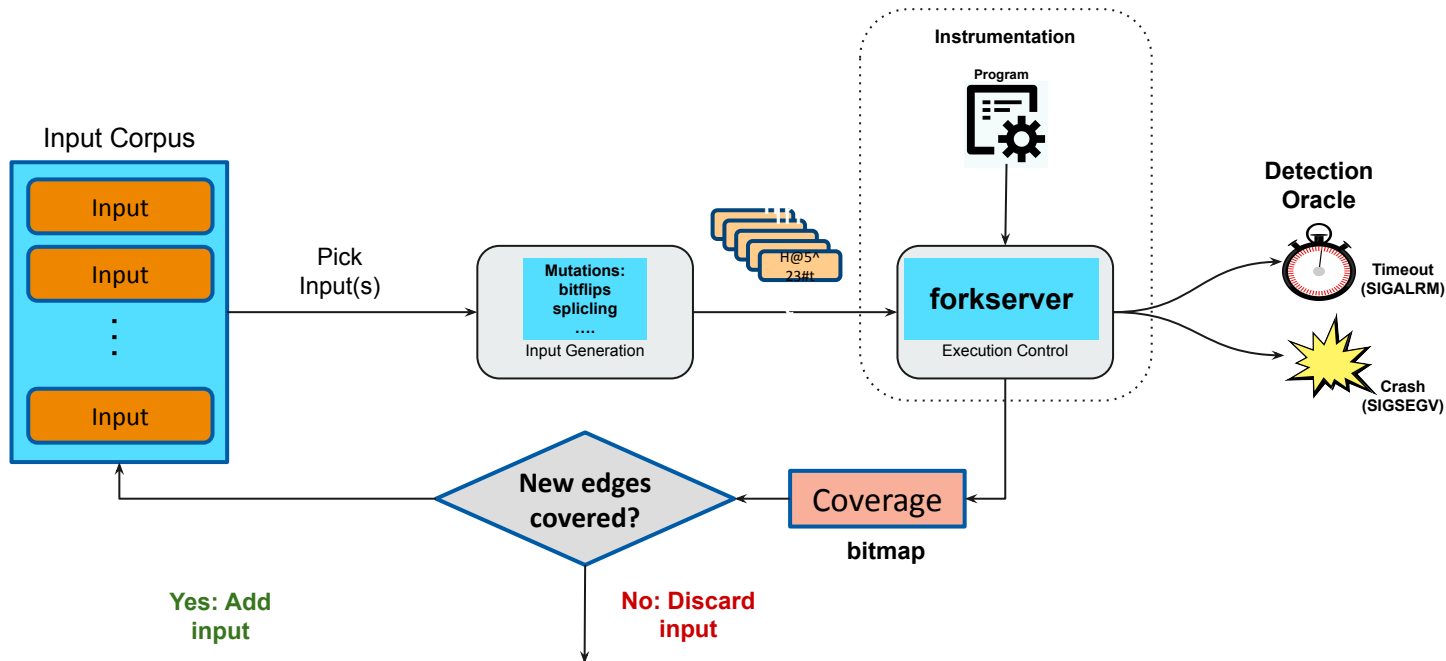 Instrumentation
Program
Input Corpus
Input
Input
Input
Pick
Input(s)
Mutations:
bitflips
splicling
....
Input Generation
H@5^
23#t
forkserver
Execution Control
Detection
Oracle
Timeout
(SIGALRM)
Crash
(SIGSEGV)
New edges
covered?
Coverage
bitmap
Yes: Add
input
No: Discard
input